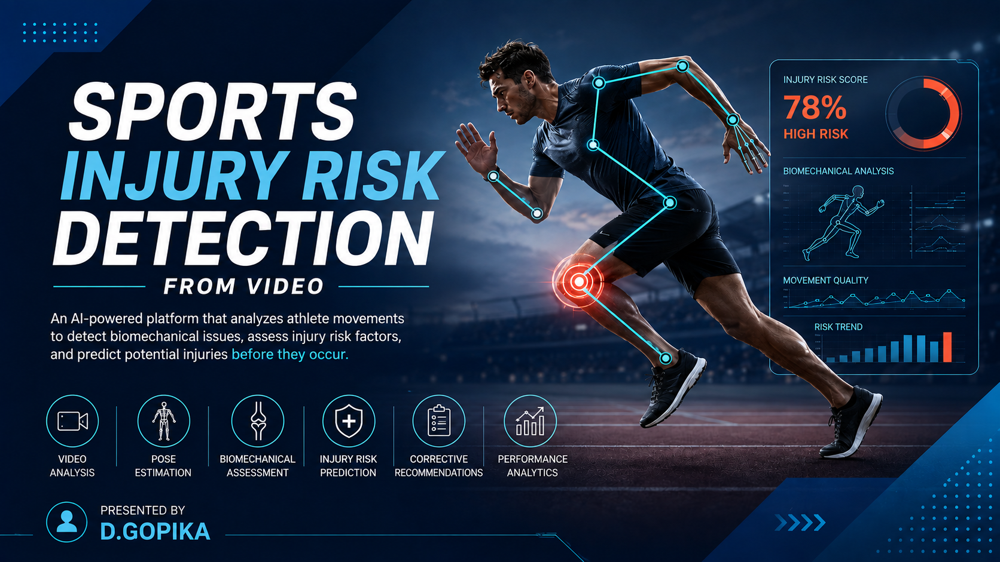 SPORTS
INJURY RISK
DETECTION
FROM VIDEO
An AI-powered platform that analyzes athlete movements
to detect biomechanical issues, assess injury risk factors,
and predict potential injuries before they occur.
VIDEO
ANALYSIS
POSE
ESTIMATION
BIOMECHANICAL
ASSESSMENT
INJURY RISK
PREDICTION
CORRECTIVE
RECOMMENDATIONS
PERFORMANCE
ANALYTICS
PRESENTED BY
D.GOPIKA
INJURY RISK SCORE
78%
HIGH RISK
BIOMECHANICAL ANALYSIS
MOVEMENT QUALITY
RISK TREND